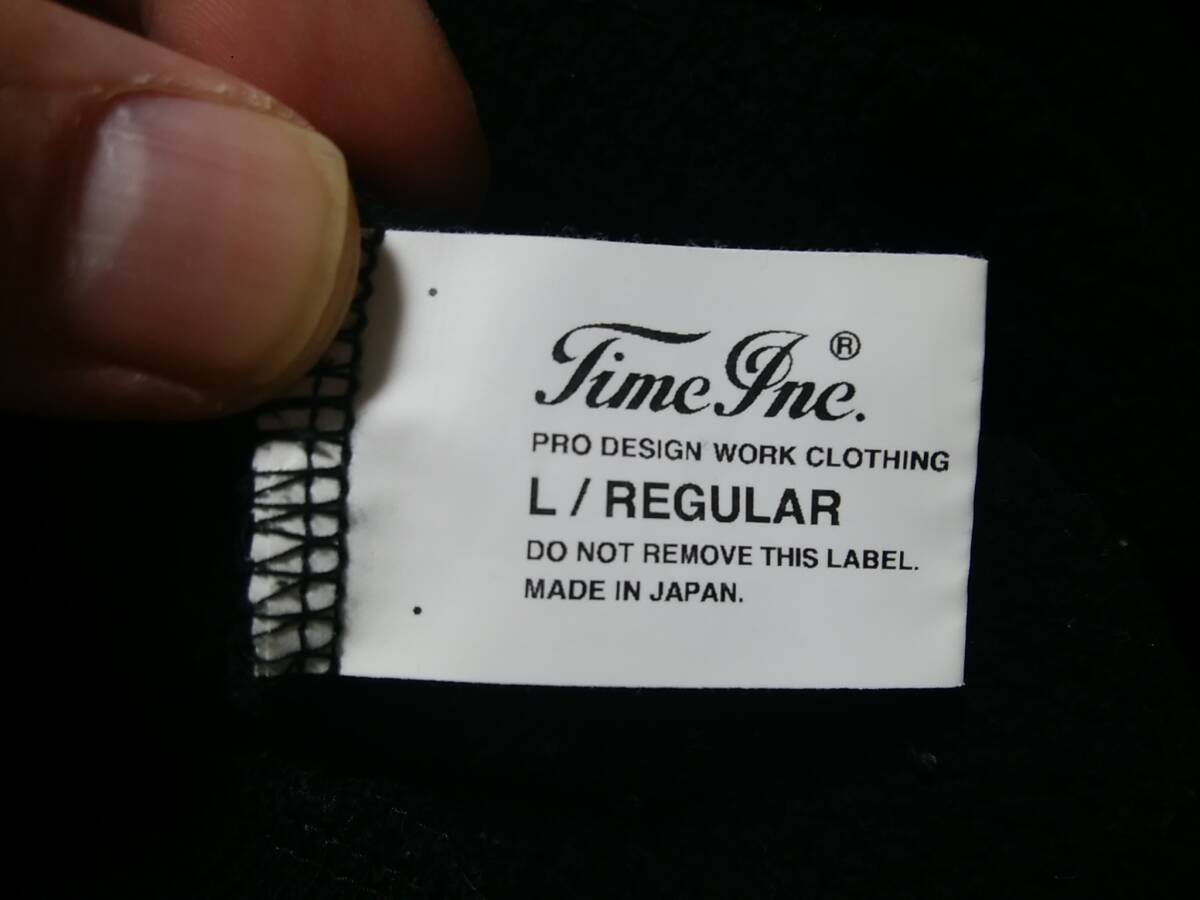 Time Inc.®
PRO DESIGN WORK CLOTHING
L / REGULAR
DO NOT REMOVE THIS LABEL.
MADE IN JAPAN.